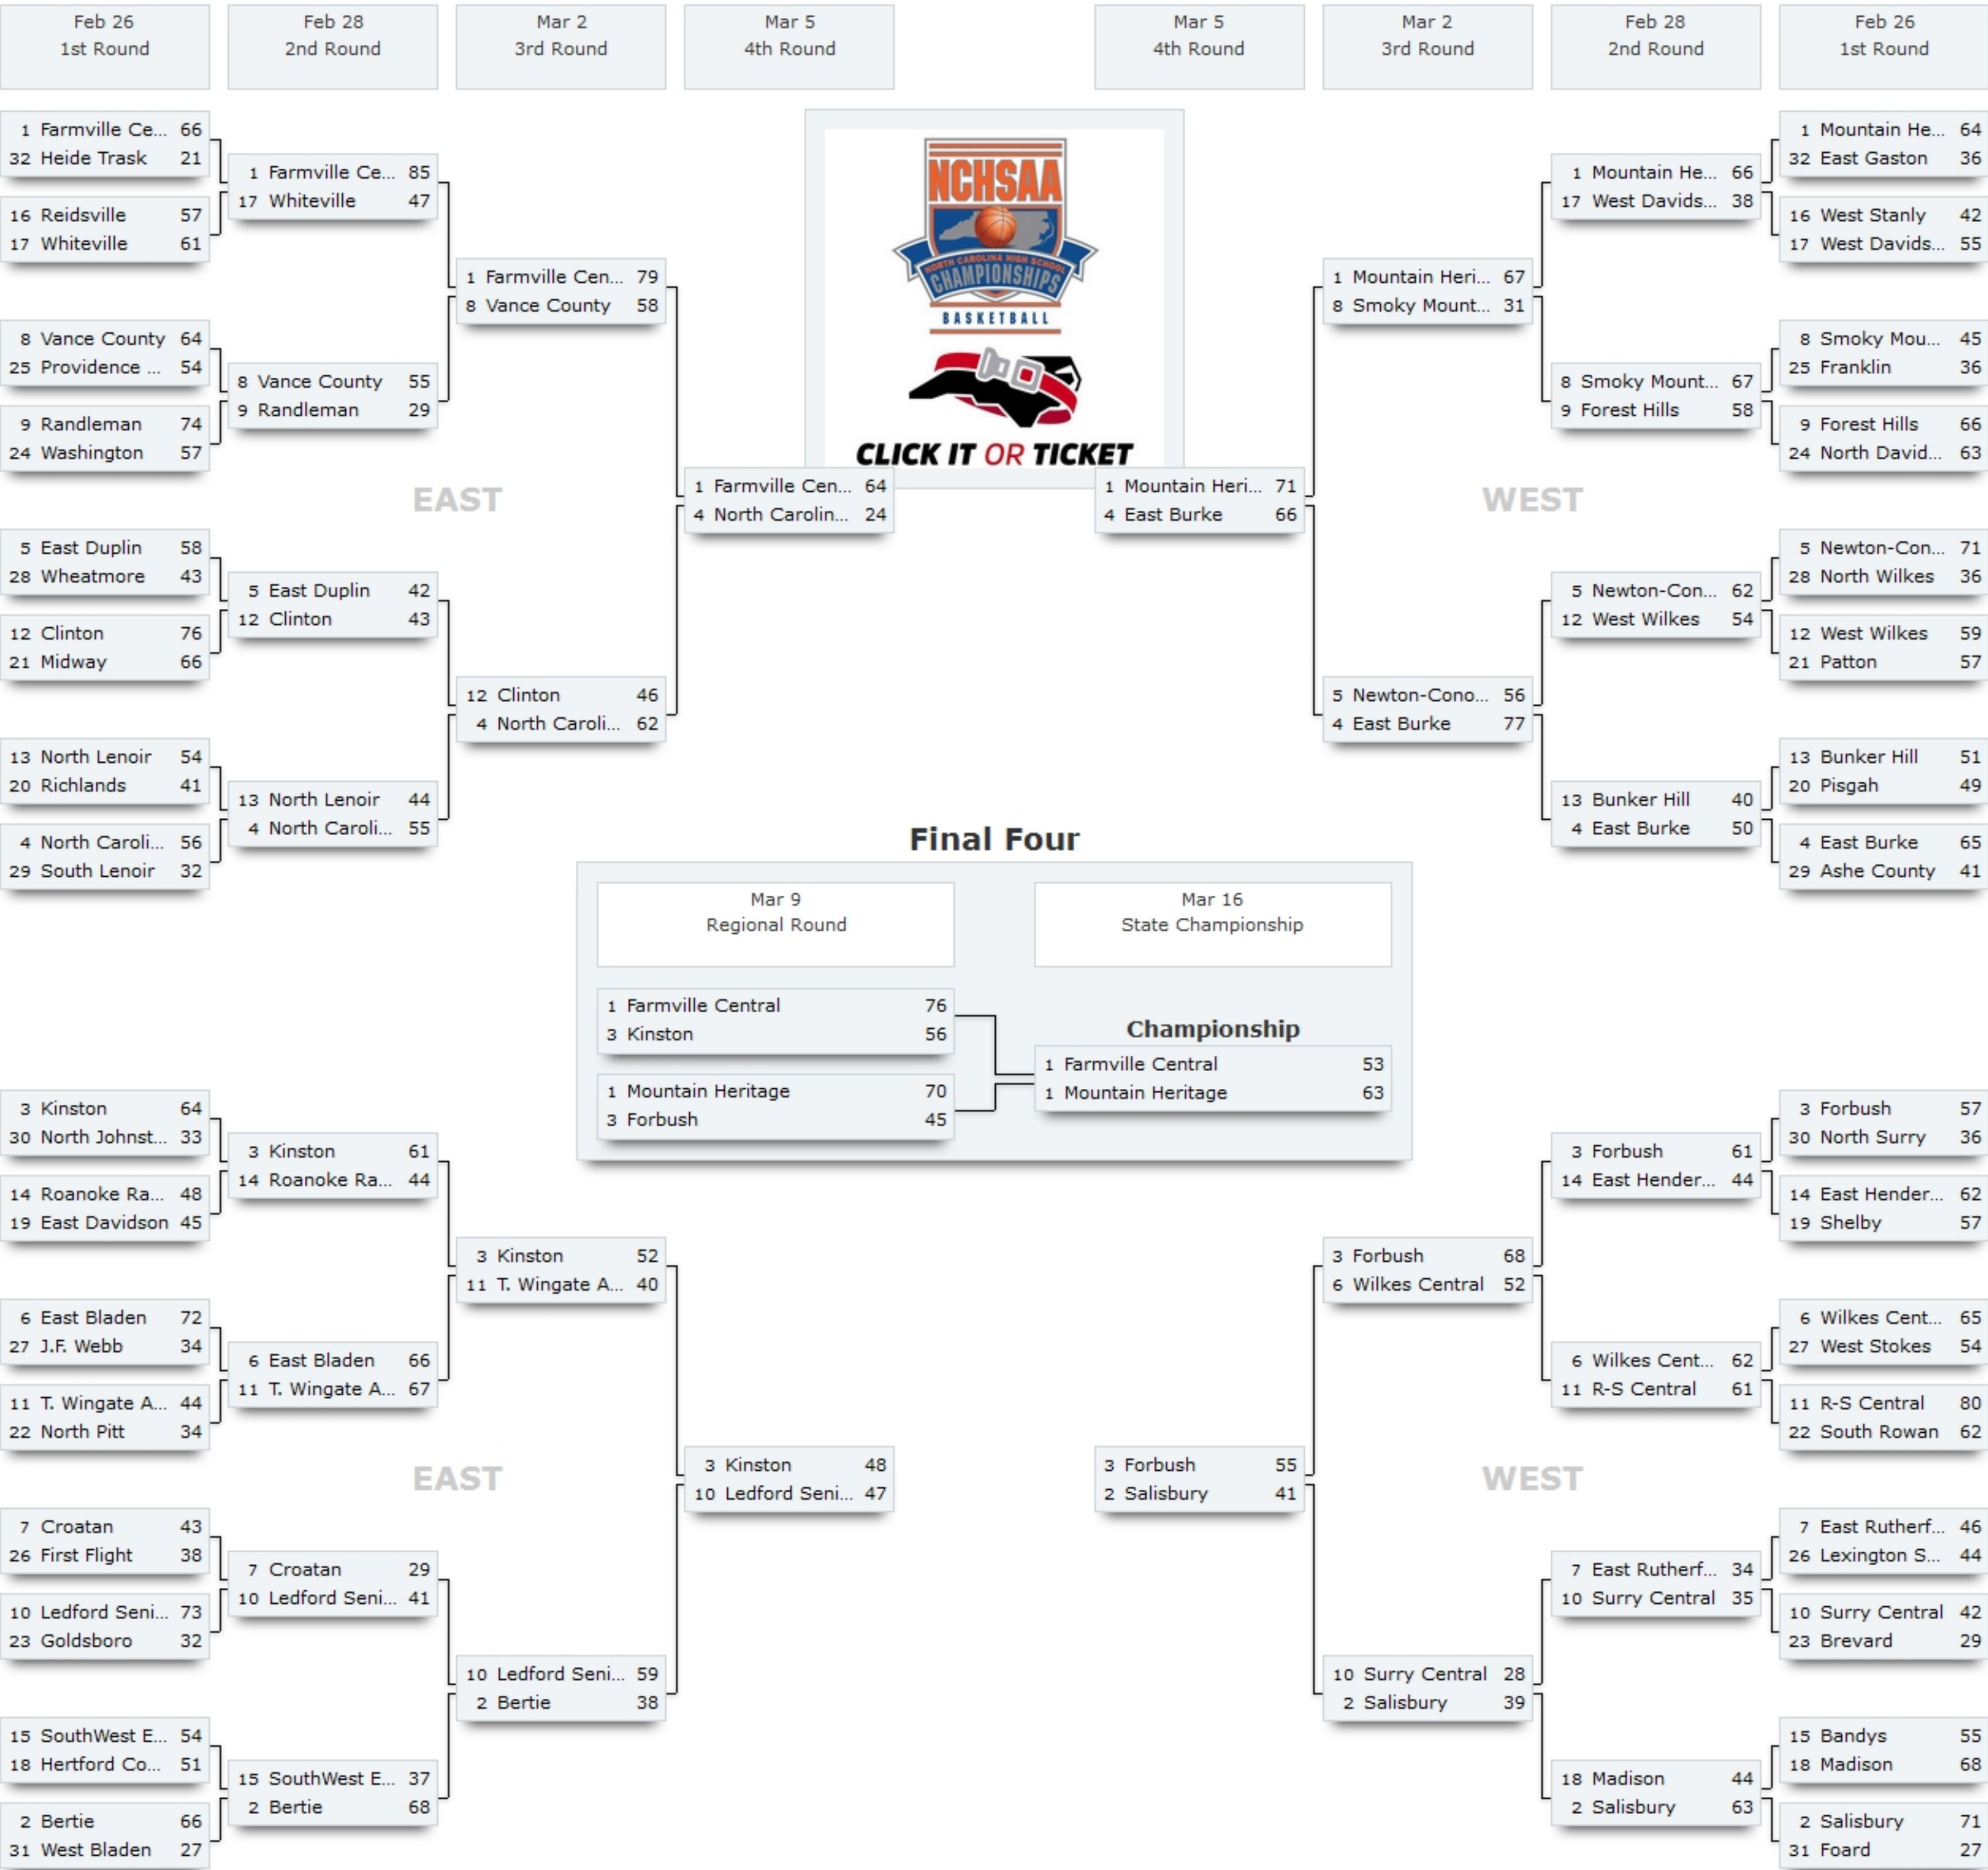 Feb 26
1st Round
Feb 28
2nd Round
Mar 2
3rd Round
Mar 5
4th Round
Mar 5
4th Round
Mar 2
3rd Round
Feb 28
2nd Round
Feb 26
1st Round
1 Farmville Ce... 66
32 Heide Trask 21
16 Reidsville 57
17 Whiteville 61
8 Vance County 64
25 Providence ... 54
9 Randleman 74
24 Washington 57
5 East Duplin 58
28 Wheatmore 43
12 Clinton 76
21 Midway 66
13 North Lenoir 54
20 Richlands 41
4 North Caroli... 56
29 South Lenoir 32
1 Farmville Ce... 85
17 Whiteville 47
8 Vance County 55
9 Randleman 29
5 East Duplin 42
12 Clinton 43
13 North Lenoir 44
4 North Caroli... 55
1 Farmville Cen... 79
8 Vance County 58
12 Clinton 46
4 North Caroli... 62
EAST
1 Farmville Cen... 64
4 North Carolin... 24
NCHSAA
NORTH CAROLINA HIGH SCHOOL
CHAMPIONSHIPS
BASKETBALL
CLICK IT OR TICKET
1 Mountain Heri... 71
4 East Burke 66
WEST
1 Mountain Heri... 67
8 Smoky Mount... 31
5 Newton-Cono... 56
4 East Burke 77
1 Mountain He... 66
17 West Davids... 38
8 Smoky Mount... 67
9 Forest Hills 58
5 Newton-Con... 62
12 West Wilkes 54
13 Bunker Hill 40
4 East Burke 50
1 Mountain He... 64
32 East Gaston 36
16 West Stanly 42
17 West Davids... 55
8 Smoky Mou... 45
25 Franklin 36
9 Forest Hills 66
24 North David... 63
5 Newton-Con... 71
28 North Wilkes 36
12 West Wilkes 59
21 Patton 57
13 Bunker Hill 51
20 Pisgah 49
4 East Burke 65
29 Ashe County 41
Final Four
Mar 9
Regional Round
Mar 16
State Championship
1 Farmville Central 76
3 Kinston 56
1 Mountain Heritage 70
3 Forbush 45
Championship
1 Farmville Central 53
1 Mountain Heritage 63
3 Kinston 64
30 North Johnst... 33
14 Roanoke Ra... 48
19 East Davidson 45
6 East Bladen 72
27 J.F. Webb 34
11 T. Wingate A... 44
22 North Pitt 34
7 Croatan 43
26 First Flight 38
10 Ledford Seni... 73
23 Goldsboro 32
15 SouthWest E... 54
18 Hertford Co... 51
2 Bertie 66
31 West Bladen 27
3 Kinston 61
14 Roanoke Ra... 44
6 East Bladen 66
11 T. Wingate A... 67
7 Croatan 29
10 Ledford Seni... 41
15 SouthWest E... 37
2 Bertie 68
3 Kinston 52
11 T. Wingate A... 40
10 Ledford Seni... 59
2 Bertie 38
EAST
3 Kinston 48
10 Ledford Seni... 47
3 Forbush 55
2 Salisbury 41
WEST
3 Forbush 68
6 Wilkes Central 52
10 Surry Central 28
2 Salisbury 39
3 Forbush 61
14 East Hender... 44
6 Wilkes Cent... 62
11 R-S Central 61
7 East Rutherf... 34
10 Surry Central 35
18 Madison 44
2 Salisbury 63
3 Forbush 57
30 North Surry 36
14 East Hender... 62
19 Shelby 57
6 Wilkes Cent... 65
27 West Stokes 54
11 R-S Central 80
22 South Rowan 62
7 East Rutherf... 46
26 Lexington S... 44
10 Surry Central 42
23 Brevard 29
15 Bandys 55
18 Madison 68
2 Salisbury 71
31 Foard 27